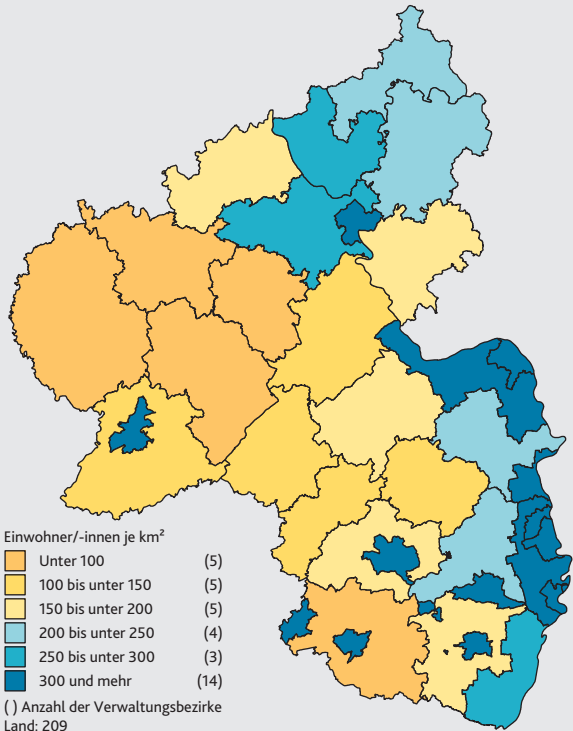 Einwohner/-innen je km²
Unter 100 (5)
100 bis unter 150 (5)
150 bis unter 200 (5)
200 bis unter 250 (4)
250 bis unter 300 (3)
300 und mehr (14)
( ) Anzahl der Verwaltungsbezirke
Land: 209